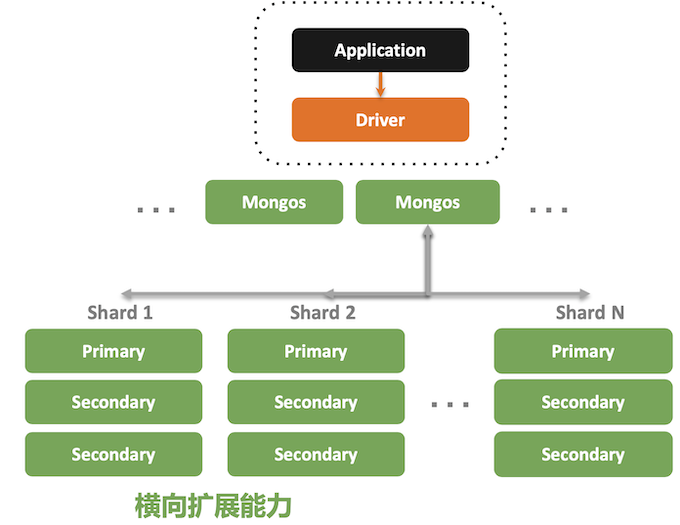 Application
Driver
... Mongos Mongos ...
Shard 1 Shard 2 Shard N
Primary Primary Primary
Secondary Secondary ... Secondary
Secondary Secondary Secondary
横向扩展能力